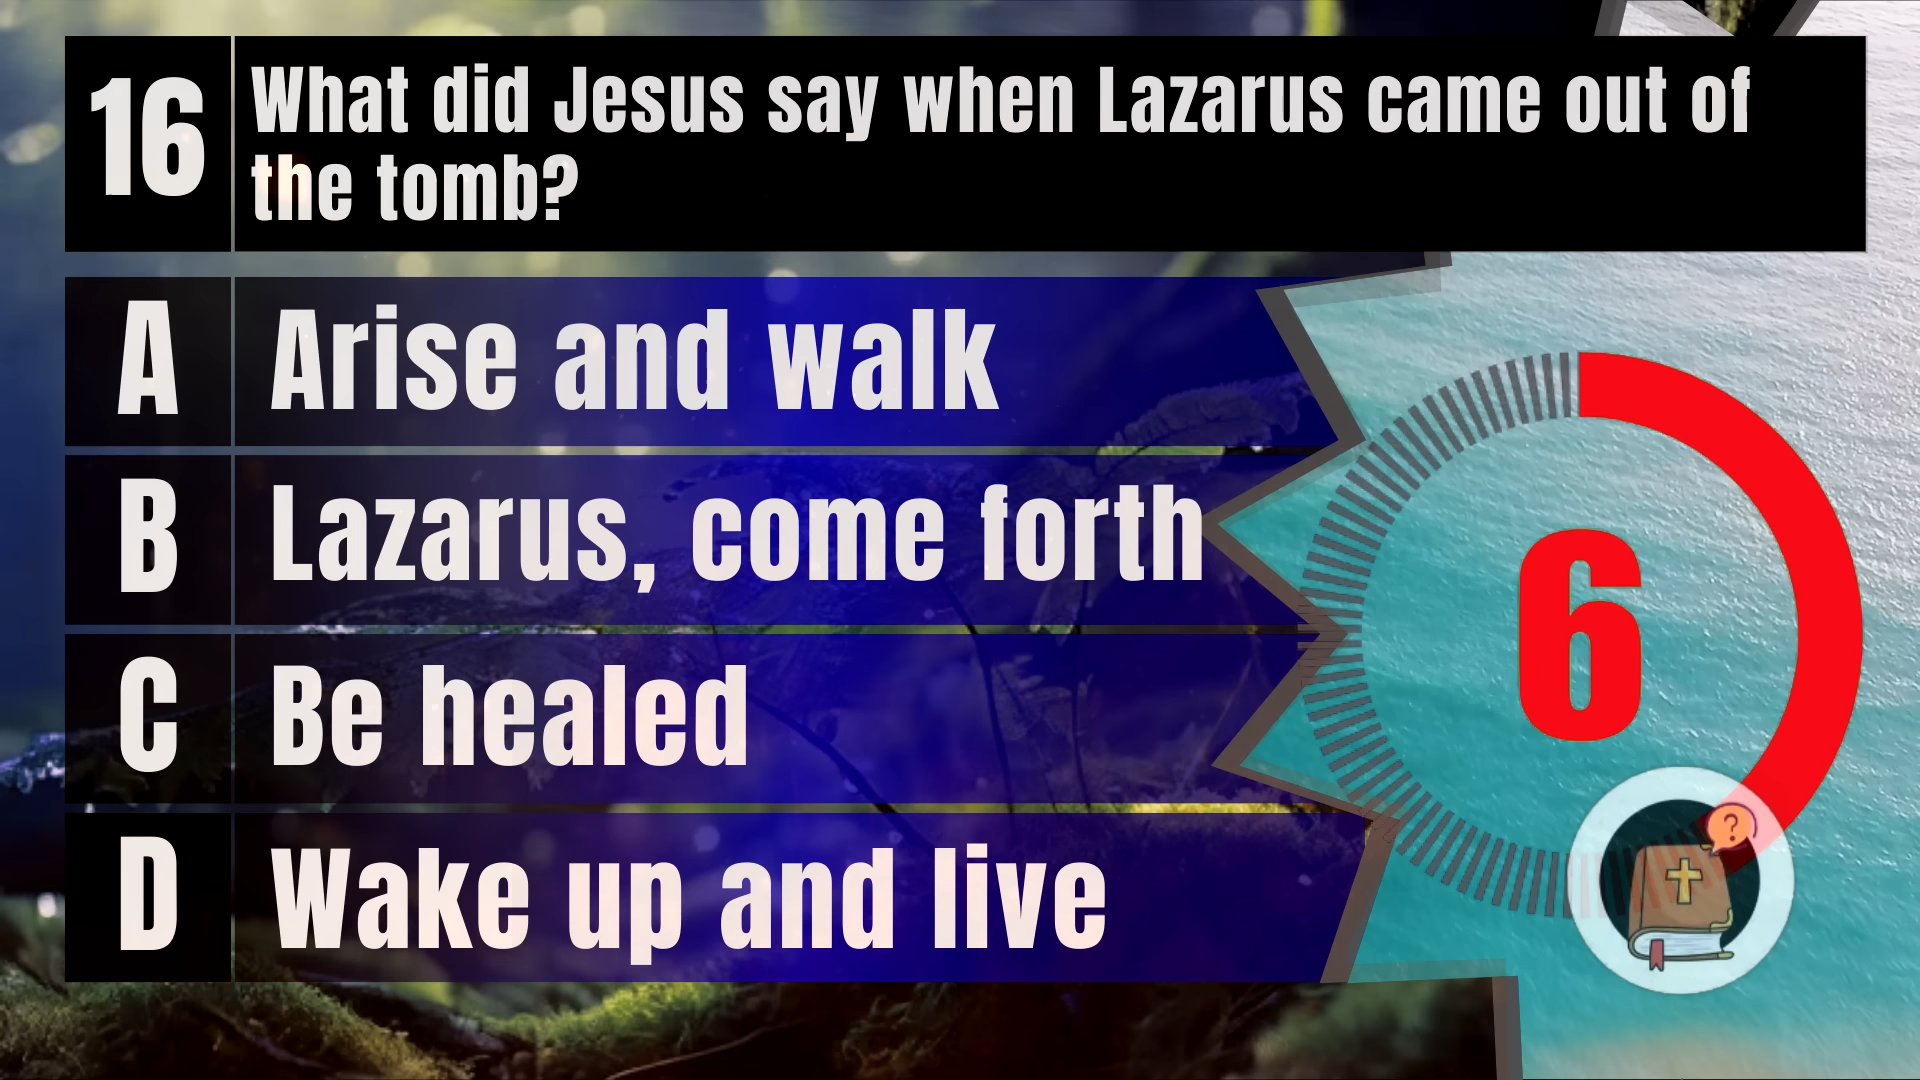 16
What did Jesus say when Lazarus came out of
the tomb?
A
Arise and walk
B
Lazarus, come forth
C
Be healed
D
Wake up and live
6
?